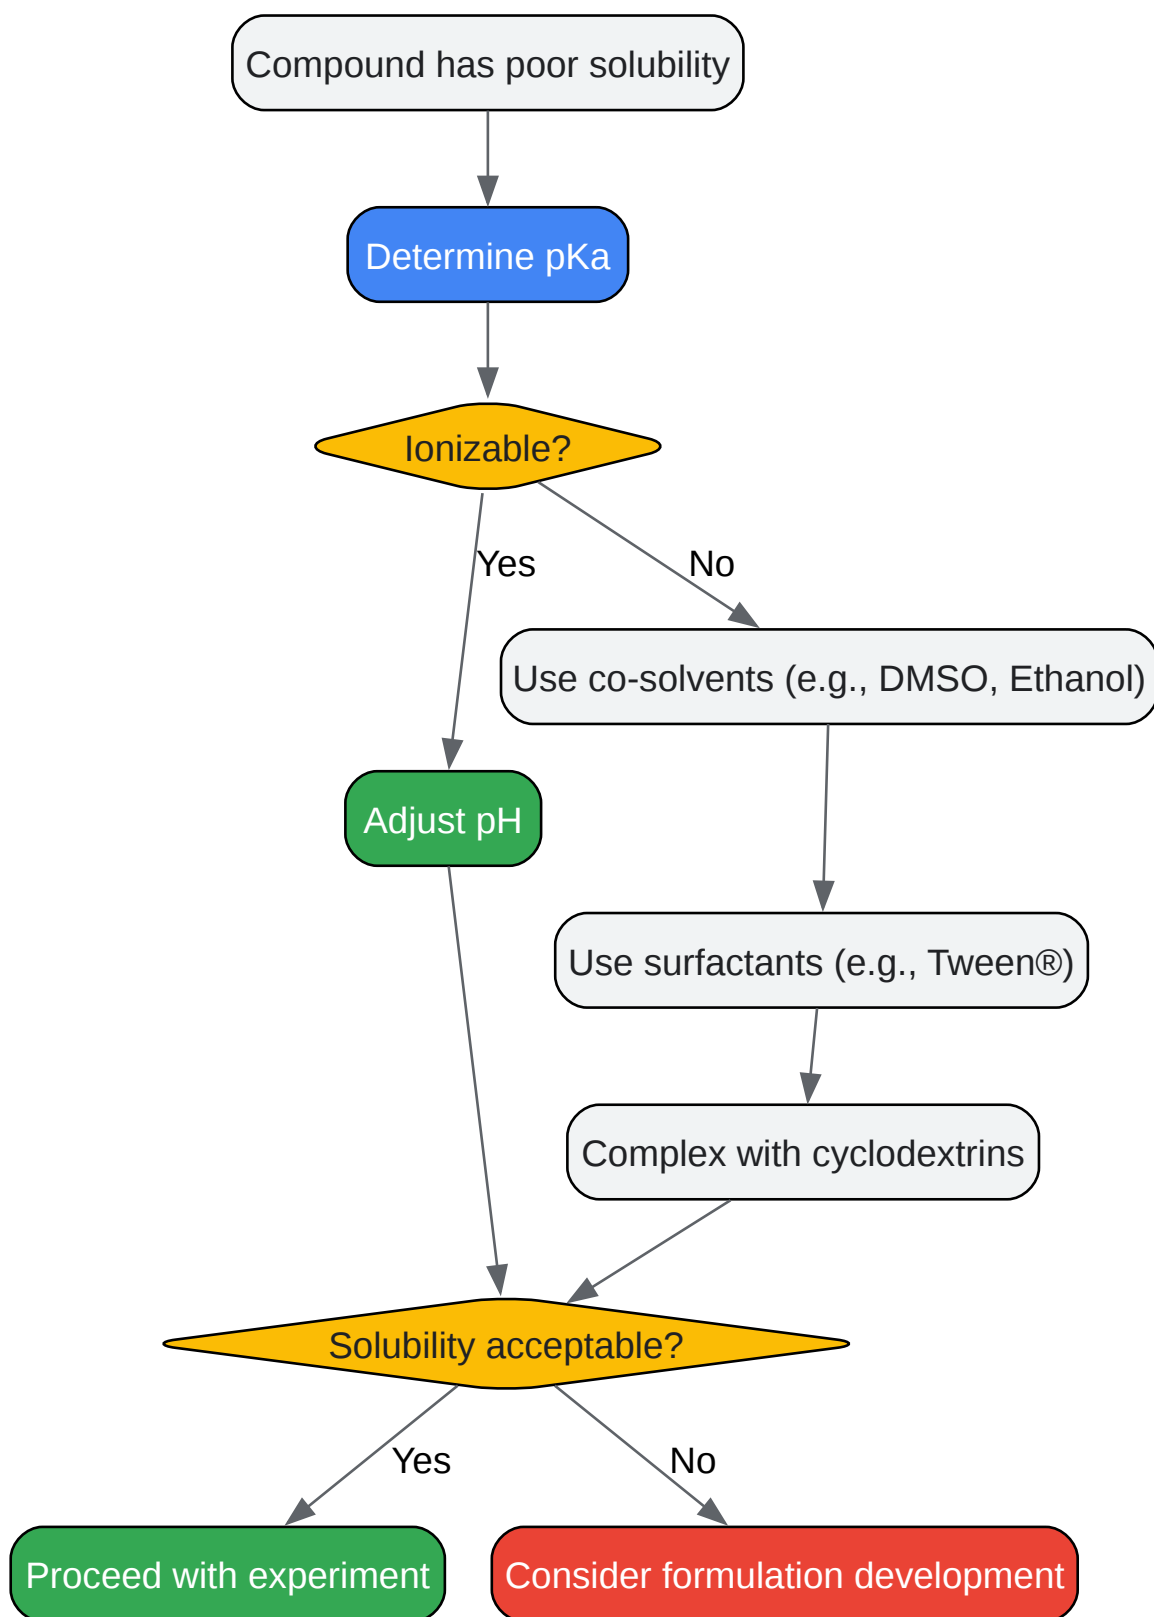 Compound has poor solubility
Determine pKa
Ionizable?
Yes
No
Use co-solvents (e.g., DMSO, Ethanol)
Adjust pH
Use surfactants (e.g., Tween®)
Complex with cyclodextrins
Solubility acceptable?
Yes
No
Proceed with experiment
Consider formulation development